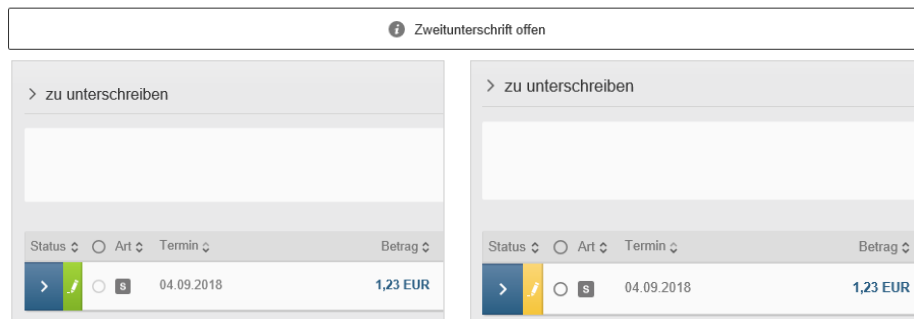 Zweitunterschrift offen
zu unterschreiben
Status Art Termin Betrag
S 04.09.2018 1,23 EUR
zu unterschreiben
Status Art Termin Betrag
S 04.09.2018 1,23 EUR